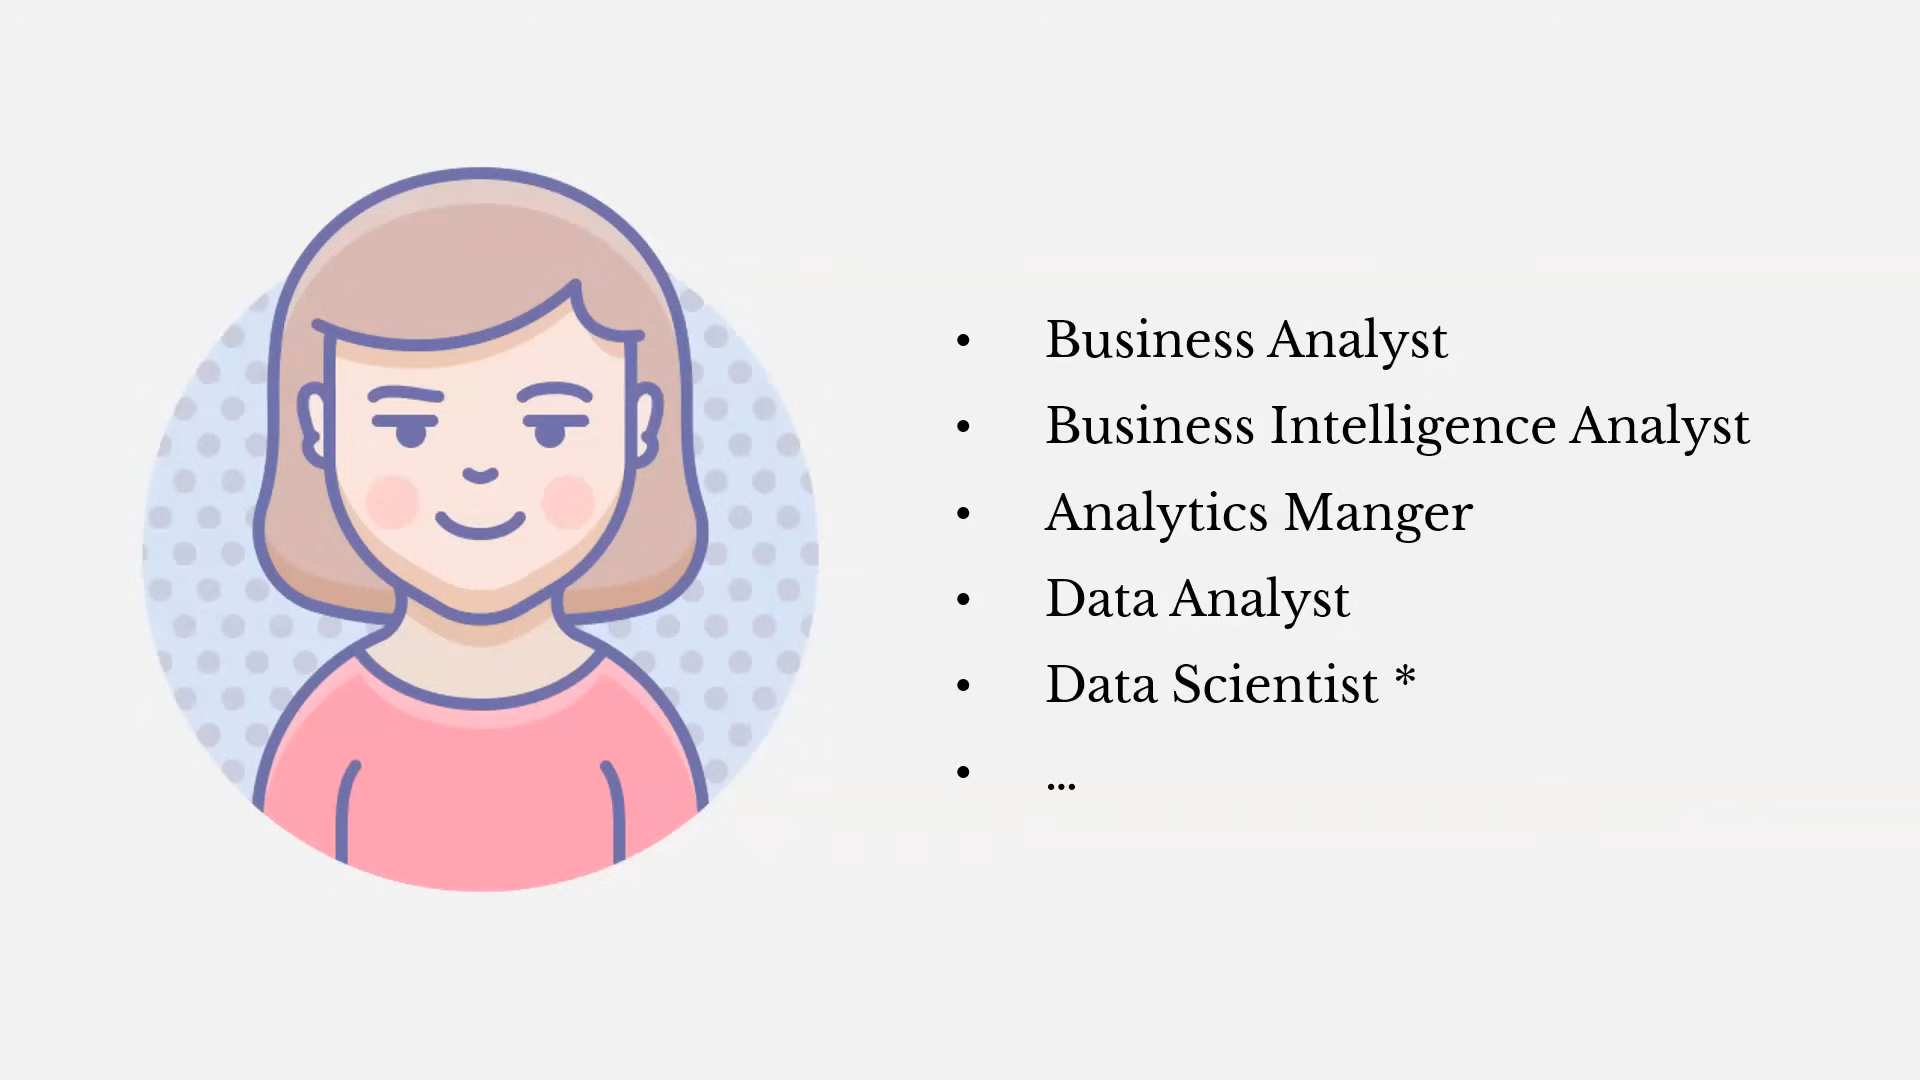 • Business Analyst
• Business Intelligence Analyst
• Analytics Manger
• Data Analyst
• Data Scientist *
• ...